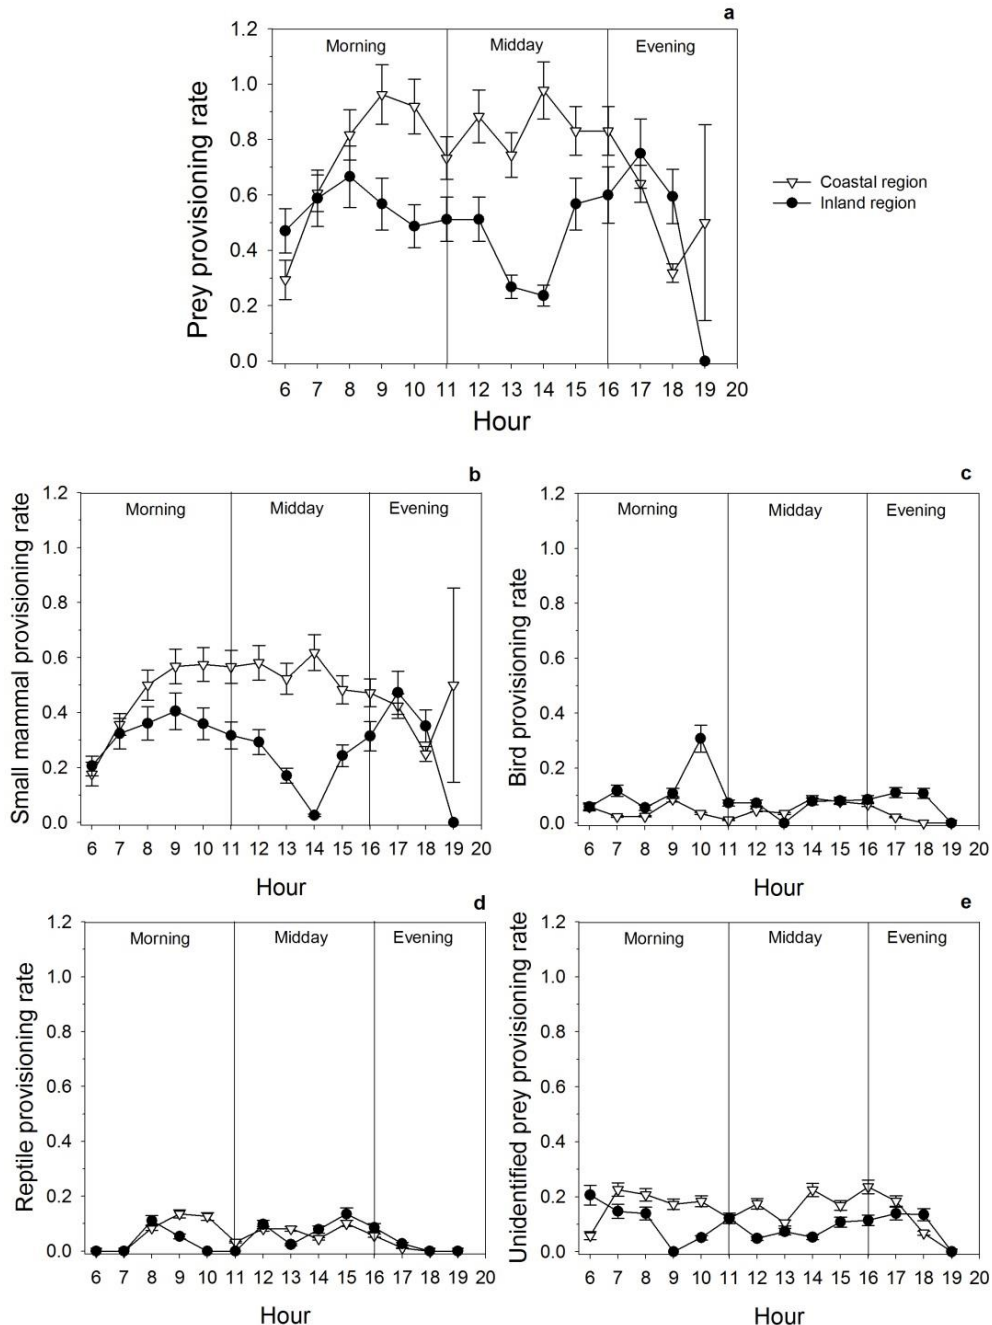 a
Morning Midday Evening
1.2
1.0
0.8
0.6
0.4
0.2
0.0
Prey provisioning rate
6 7 8 9 10 11 12 13 14 15 16 17 18 19 20
Hour
Coastal region
Inland region
b
Morning Midday Evening
1.2
1.0
0.8
0.6
0.4
0.2
0.0
Small mammal provisioning rate
6 7 8 9 10 11 12 13 14 15 16 17 18 19 20
Hour
c
Morning Midday Evening
1.2
1.0
0.8
0.6
0.4
0.2
0.0
Bird provisioning rate
6 7 8 9 10 11 12 13 14 15 16 17 18 19 20
Hour
d
Morning Midday Evening
1.2
1.0
0.8
0.6
0.4
0.2
0.0
Reptile provisioning rate
6 7 8 9 10 11 12 13 14 15 16 17 18 19 20
Hour
e
Morning Midday Evening
1.2
1.0
0.8
0.6
0.4
0.2
0.0
Unidentified prey provisioning rate
6 7 8 9 10 11 12 13 14 15 16 17 18 19 20
Hour